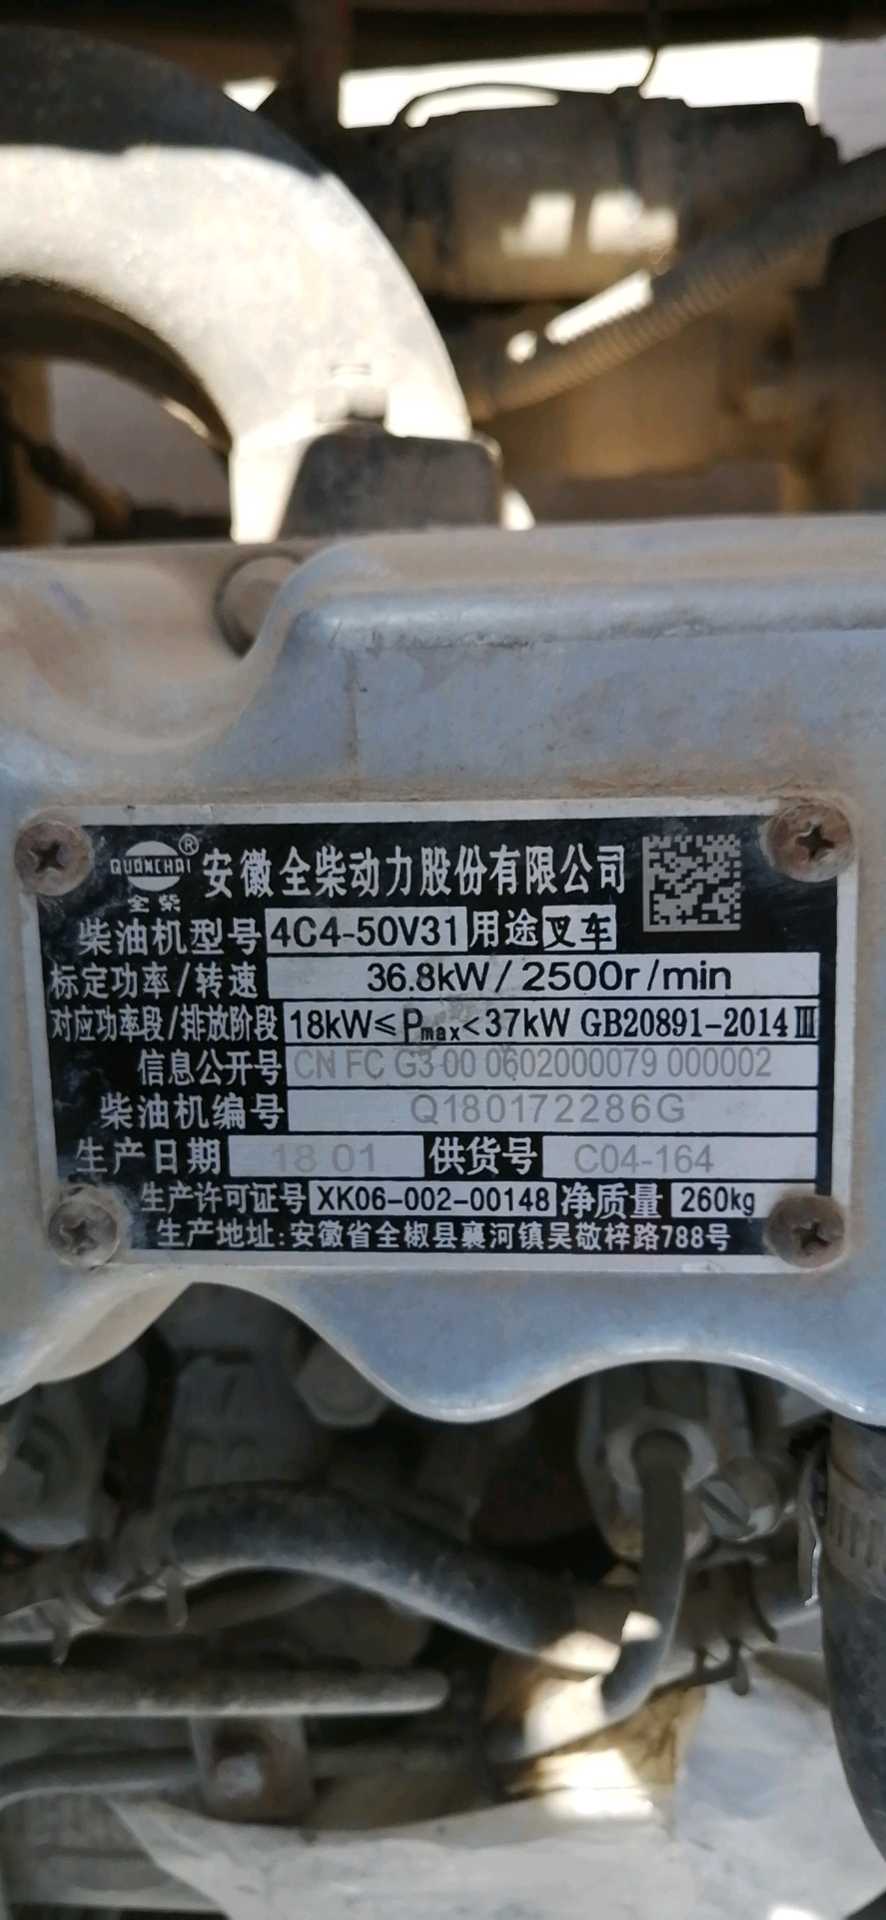 QUANCHAI ® 安徽全柴动力股份有限公司
全柴
柴油机型号 4C4-50V31 用途 叉车
标定功率/转速 36.8kW/2500r/min
对应功率段/排放阶段 18kW≤Pmax<37kW GB20891-2014Ⅲ
信息公开号 CN FC G3 00 0602000079 000002
柴油机编号 Q180172286G
生产日期 18 01 供货号 C04-164
生产许可证号 XK06-002-00148 净质量 260kg
生产地址:安徽省全椒县襄河镇吴敬梓路788号